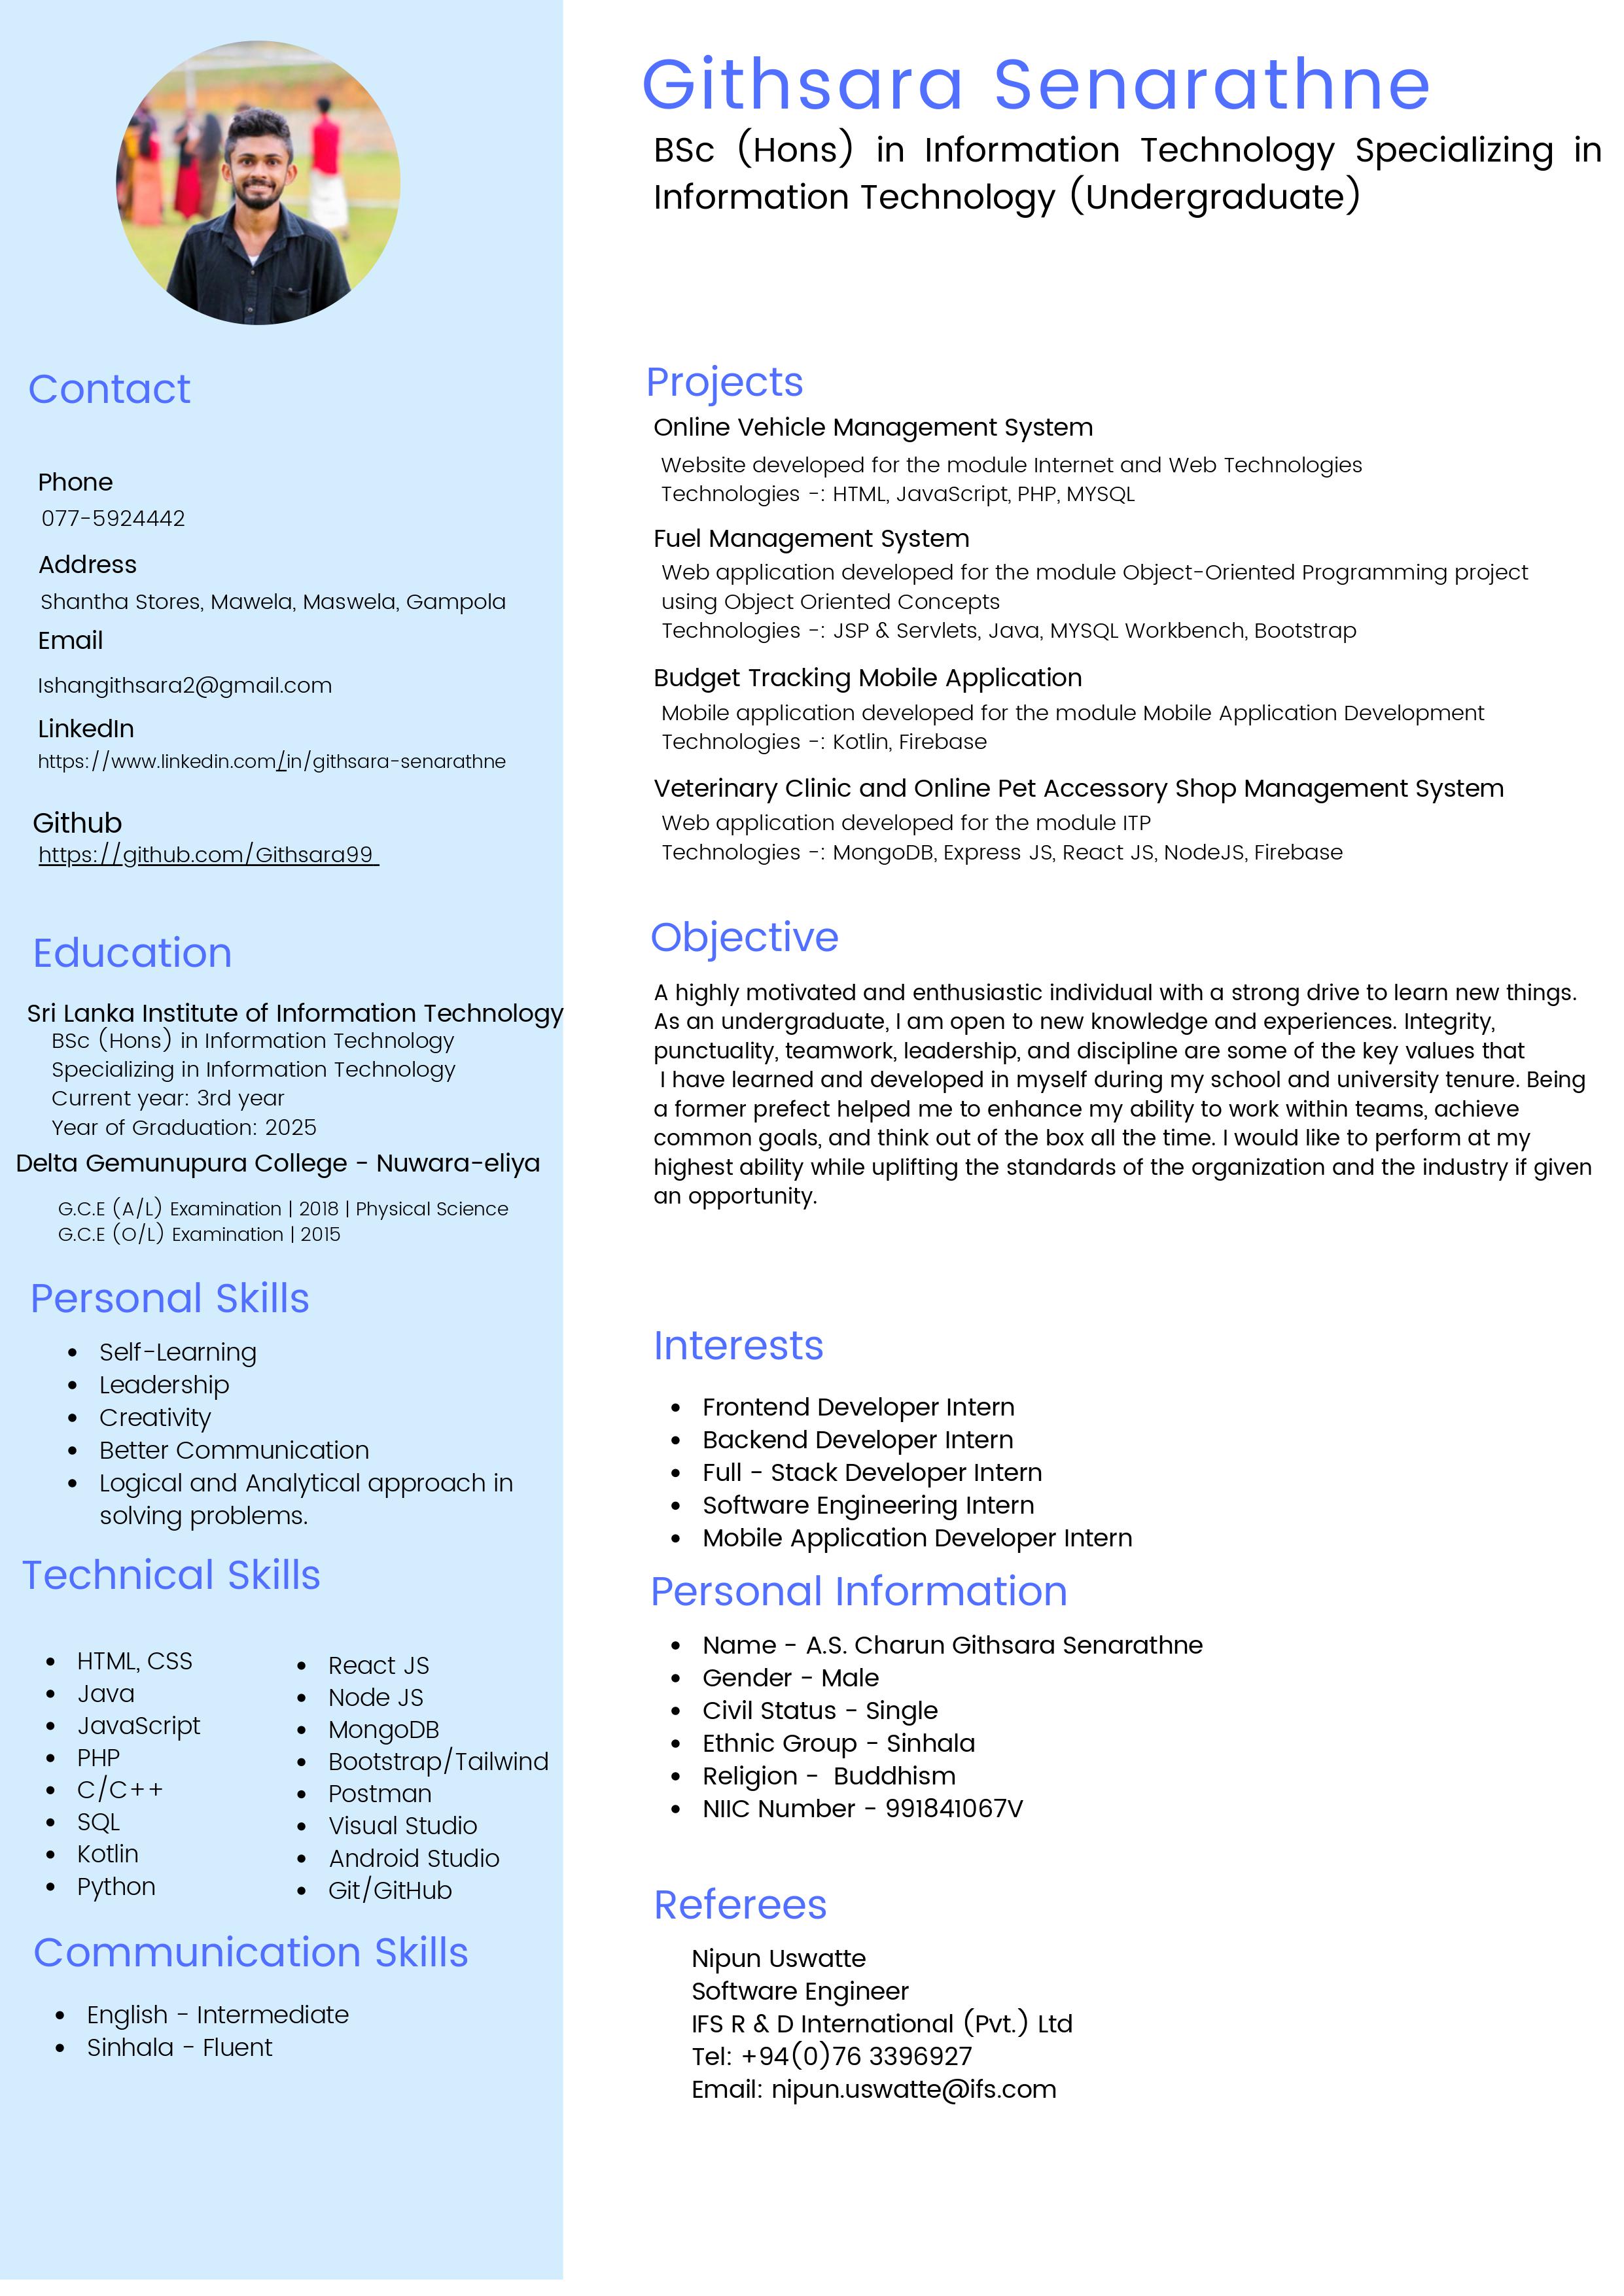 Githsara Senarathne
BSc (Hons) in Information Technology Specializing in
Information Technology (Undergraduate)
Contact
Phone
077-5924442
Address
Shantha Stores, Mawela, Maswela, Gampola
Email
Ishangithsara2@gmail.com
LinkedIn
https://www.linkedin.com/in/githsara-senarathne
Github
https://github.com/Githsara99
Education
Sri Lanka Institute of Information Technology
BSc (Hons) in Information Technology
Specializing in Information Technology
Current year: 3rd year
Year of Graduation: 2025
Delta Gemunupura College - Nuwara-eliya
G.C.E (A/L) Examination | 2018 | Physical Science
G.C.E (O/L) Examination | 2015
Personal Skills
• Self-Learning
• Leadership
• Creativity
• Better Communication
• Logical and Analytical approach in
solving problems.
Technical Skills
• HTML, CSS
• Java
• JavaScript
• PHP
• C/C++
• SQL
• Kotlin
• Python
• React JS
• Node JS
• MongoDB
• Bootstrap/Tailwind
• Postman
• Visual Studio
• Android Studio
• Git/GitHub
Communication Skills
• English - Intermediate
• Sinhala - Fluent
Projects
Online Vehicle Management System
Website developed for the module Internet and Web Technologies
Technologies -: HTML, JavaScript, PHP, MYSQL
Fuel Management System
Web application developed for the module Object-Oriented Programming project
using Object Oriented Concepts
Technologies -: JSP & Servlets, Java, MYSQL Workbench, Bootstrap
Budget Tracking Mobile Application
Mobile application developed for the module Mobile Application Development
Technologies -: Kotlin, Firebase
Veterinary Clinic and Online Pet Accessory Shop Management System
Web application developed for the module ITP
Technologies -: MongoDB, Express JS, React JS, NodeJS, Firebase
Objective
A highly motivated and enthusiastic individual with a strong drive to learn new things.
As an undergraduate, I am open to new knowledge and experiences. Integrity,
punctuality, teamwork, leadership, and discipline are some of the key values that
I have learned and developed in myself during my school and university tenure. Being
a former prefect helped me to enhance my ability to work within teams, achieve
common goals, and think out of the box all the time. I would like to perform at my
highest ability while uplifting the standards of the organization and the industry if given
an opportunity.
Interests
• Frontend Developer Intern
• Backend Developer Intern
• Full - Stack Developer Intern
• Software Engineering Intern
• Mobile Application Developer Intern
Personal Information
• Name - A.S. Charun Githsara Senarathne
• Gender - Male
• Civil Status - Single
• Ethnic Group - Sinhala
• Religion - Buddhism
• NIIC Number - 991841067V
Referees
Nipun Uswatte
Software Engineer
IFS R & D International (Pvt.) Ltd
Tel: +94(0)76 3396927
Email: nipun.uswatte@ifs.com